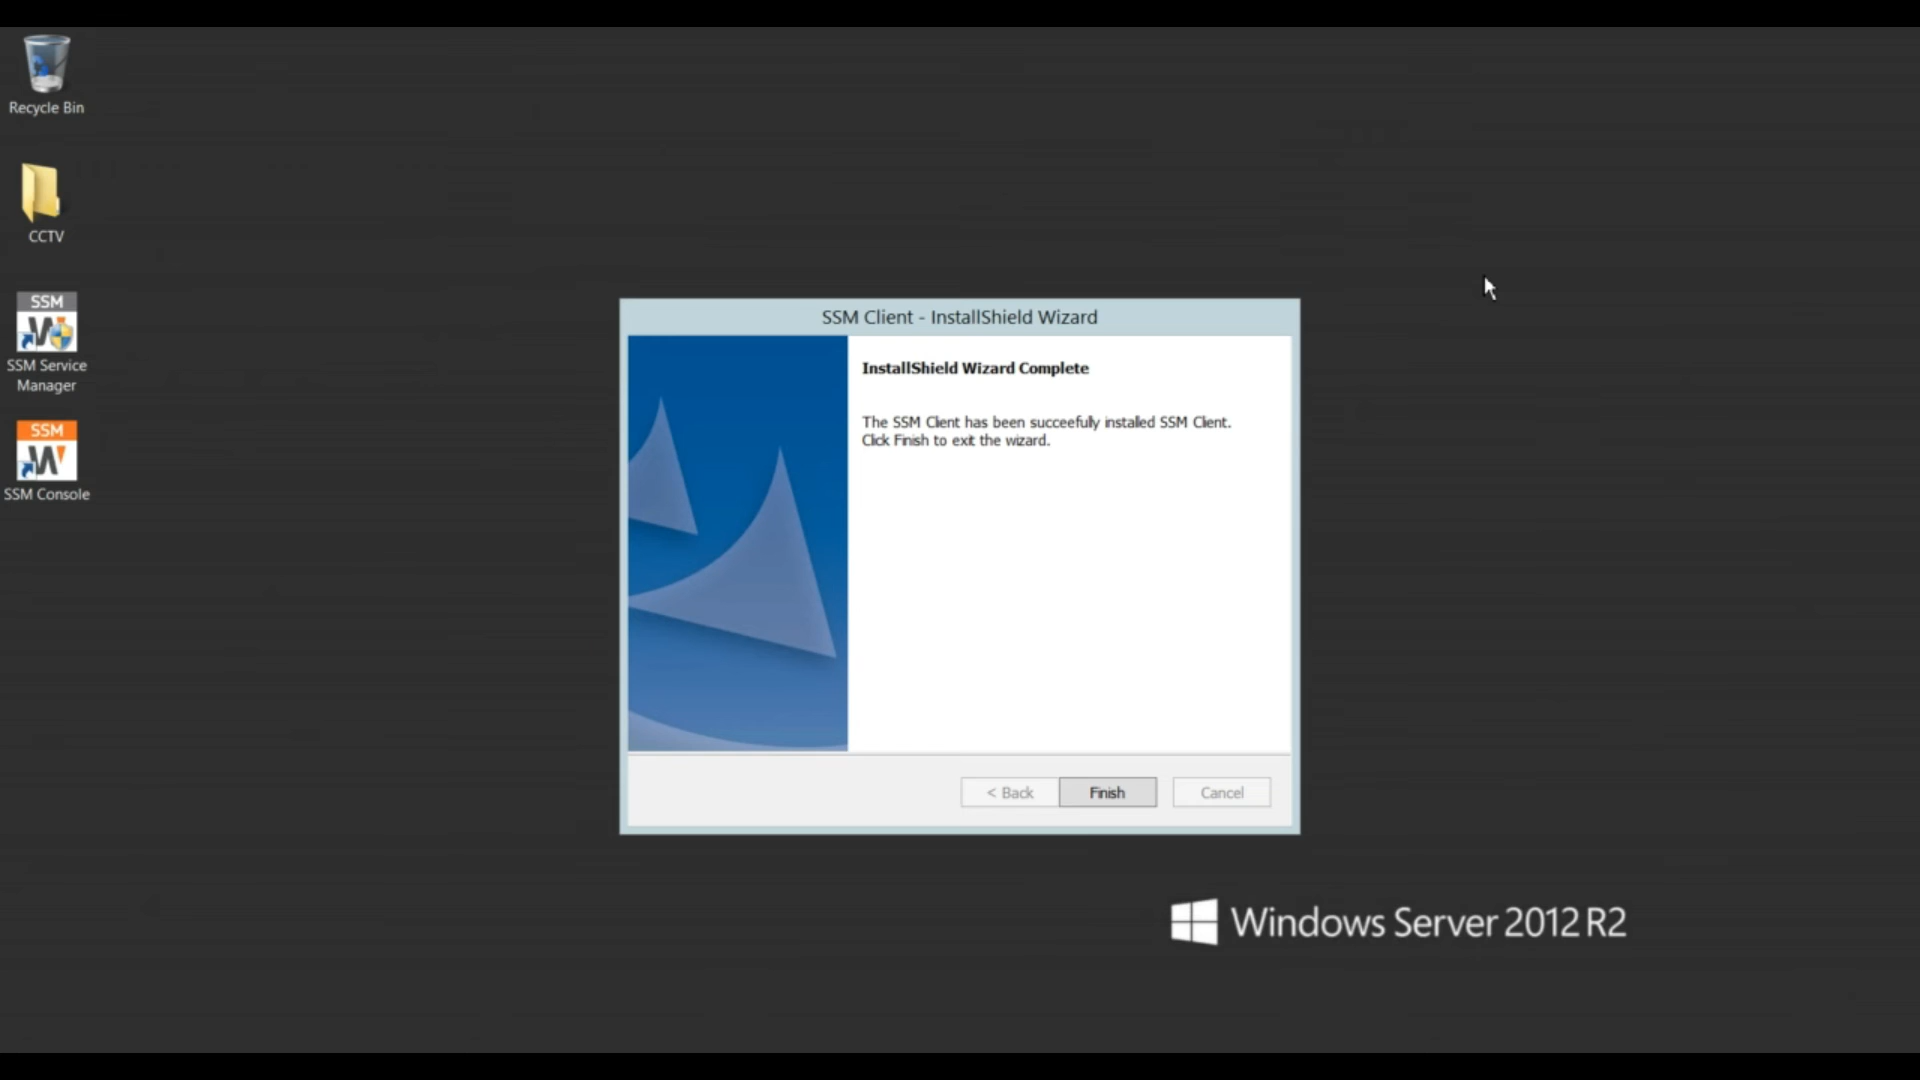 Recycle Bin
CCTV
SSM
SSM Service
Manager
SSM
SSM Console
SSM Client - InstallShield Wizard
InstallShield Wizard Complete
The SSM Client has been succeefully installed SSM Client.
Click Finish to exit the wizard.
< Back
Finish
Cancel
Windows Server 2012 R2